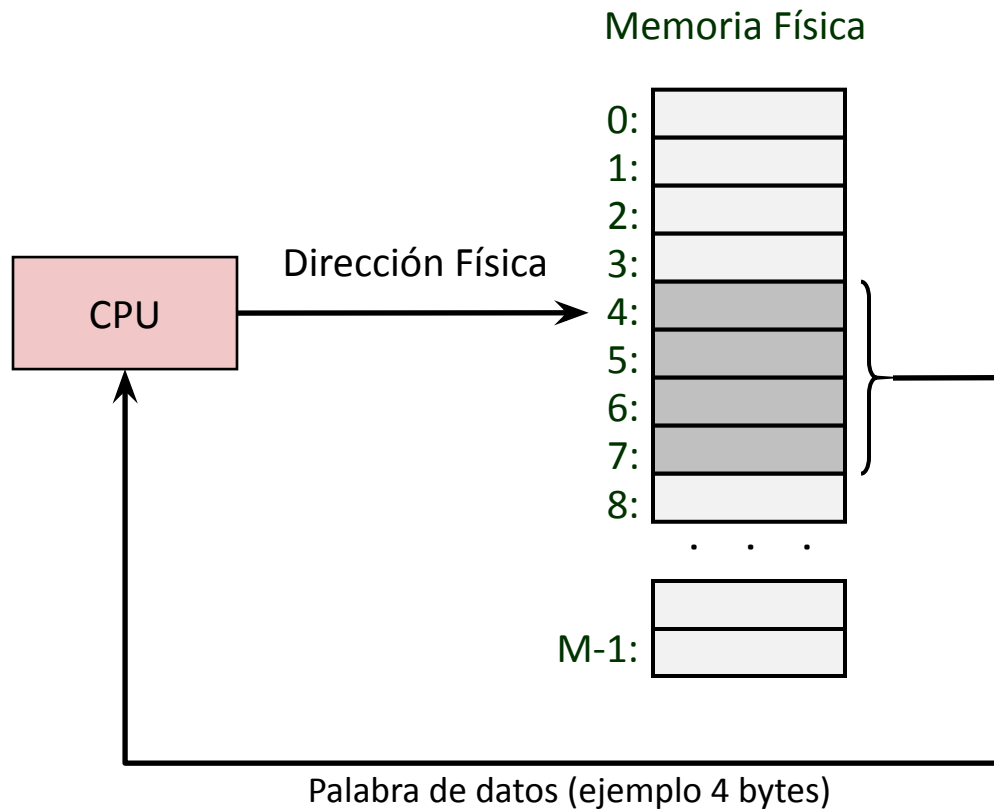 Memoria Física
0:
1:
2:
3:
Dirección Física
CPU
4:
5:
6:
7:
8:
. . .
M-1:
Palabra de datos (ejemplo 4 bytes)